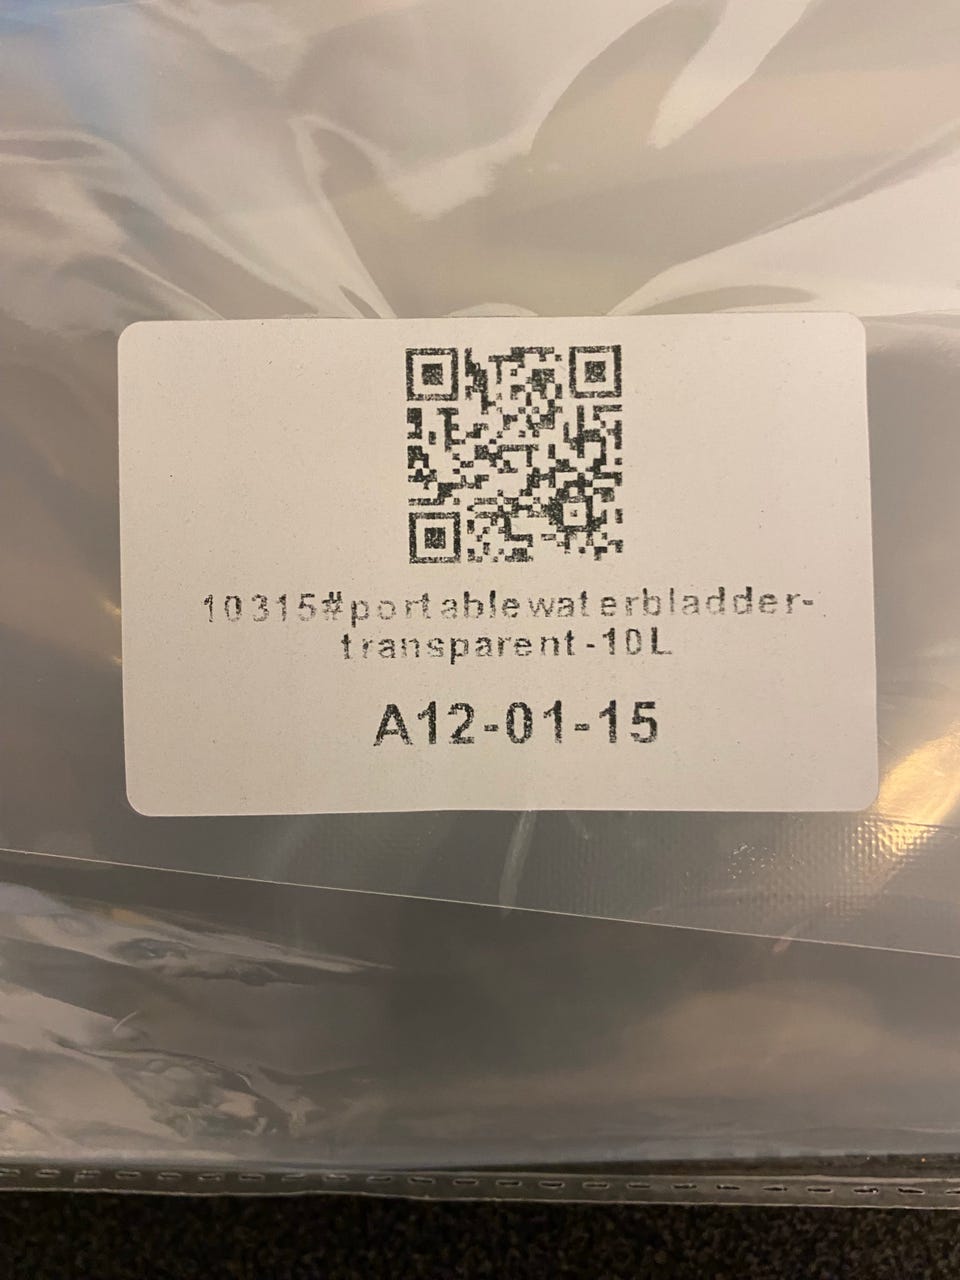 10315#portablewaterbladder-
transparent-10L
A12-01-15